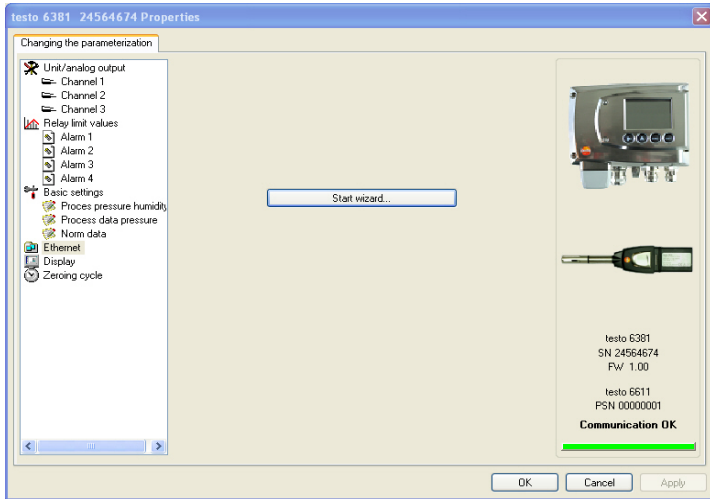 testo 6381 24564674 Properties
Changing the parameterization
Unit/analog output
Channel 1
Channel 2
Channel 3
Relay limit values
Alarm 1
Alarm 2
Alarm 3
Alarm 4
Basic settings
Proces pressure humidity
Process data pressure
Norm data
Ethernet
Display
Zeroing cycle
Start wizard...
testo 6381
SN 24564674
FW 1.00
testo 6611
PSN 00000001
Communication OK
OK
Cancel
Apply